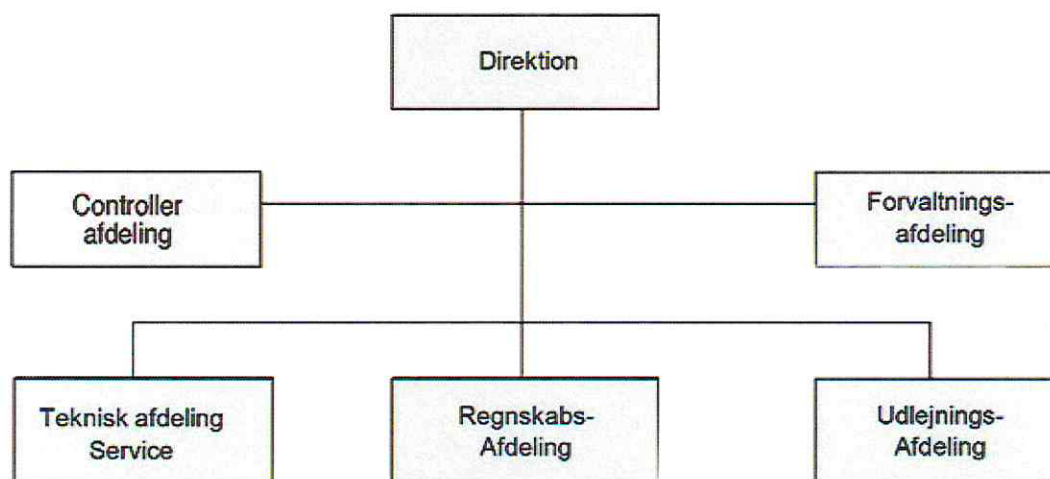 Direktion
Controller
afdeling
Forvaltnings-
afdeling
Teknisk afdeling
Service
Regnskabs-
Afdeling
Udlejnings-
Afdeling